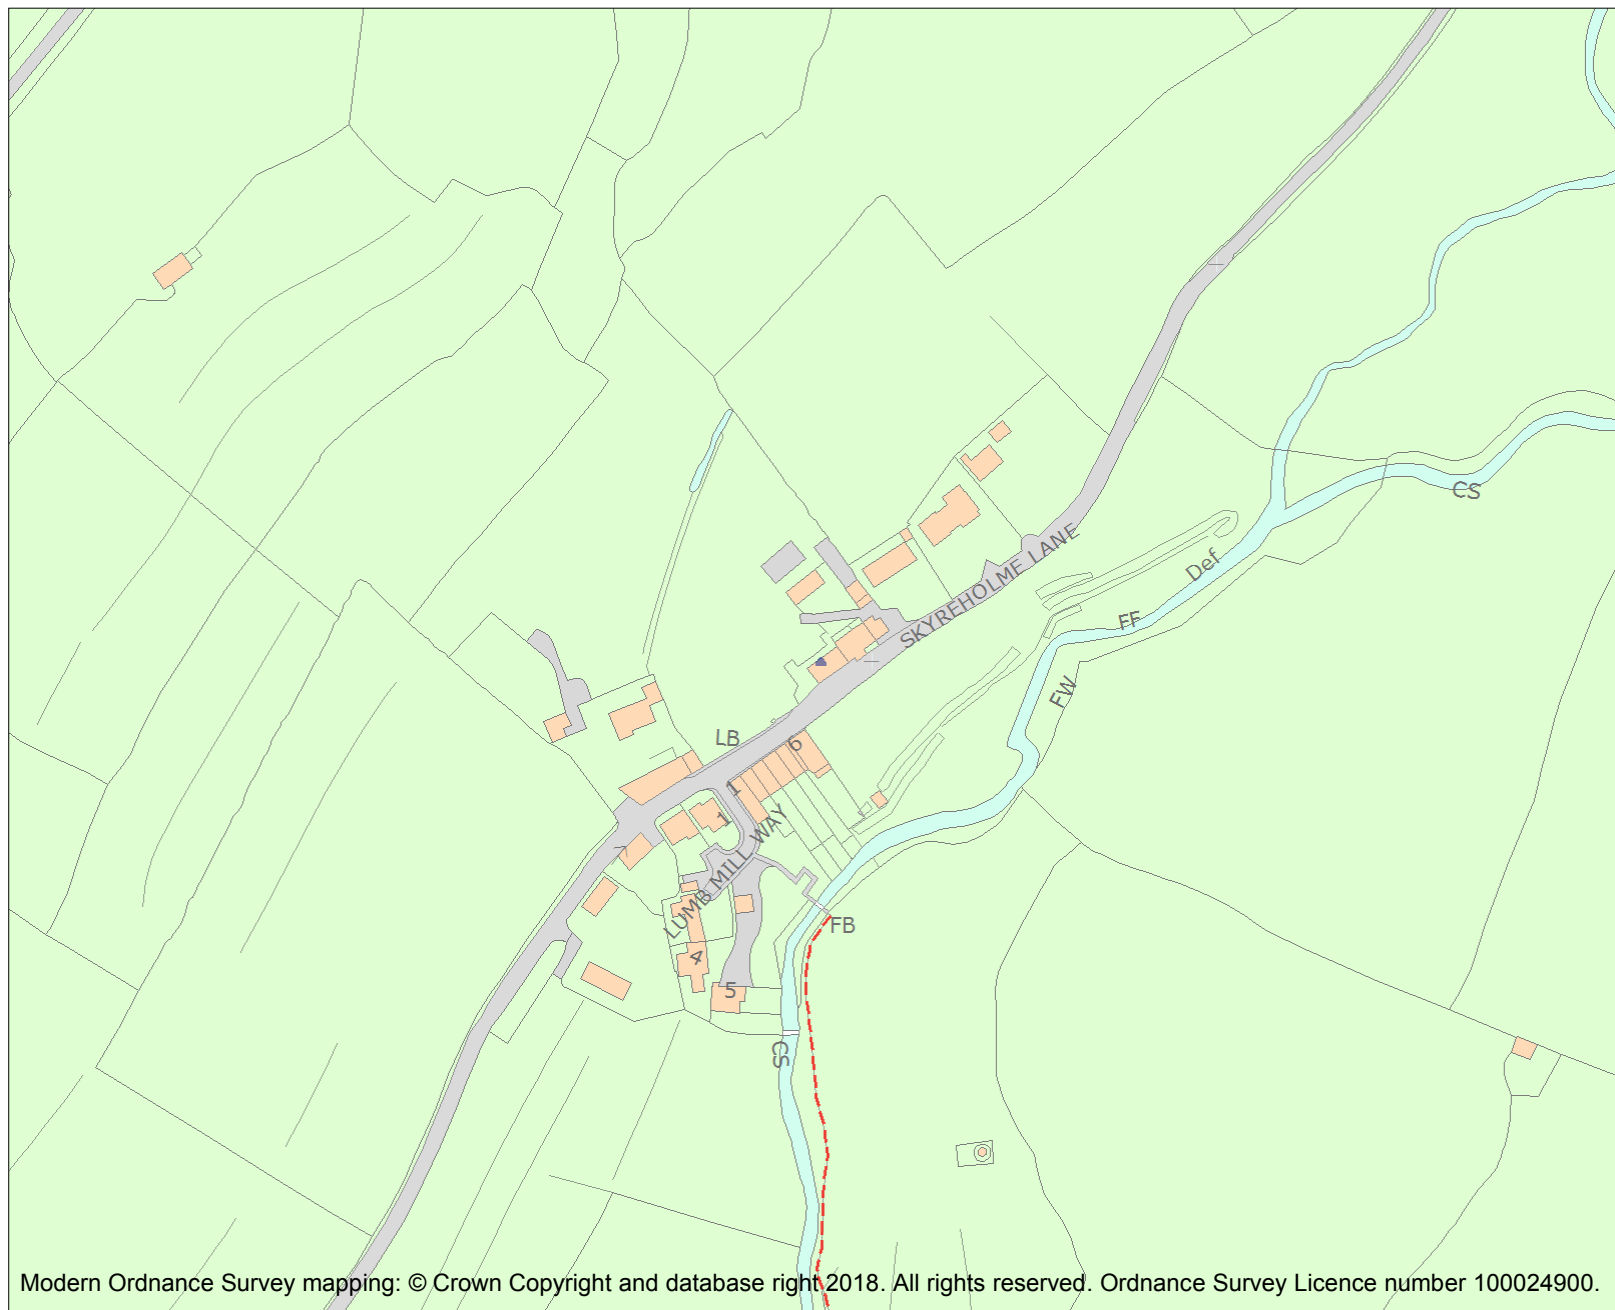 CS
SKYREHOLME LANE
Def
FF
FW
LB
6
1
1
LUMB MILL WAY
FB
4
5
CS
Modern Ordnance Survey mapping: © Crown Copyright and database right 2018. All rights reserved. Ordnance Survey Licence number 100024900.